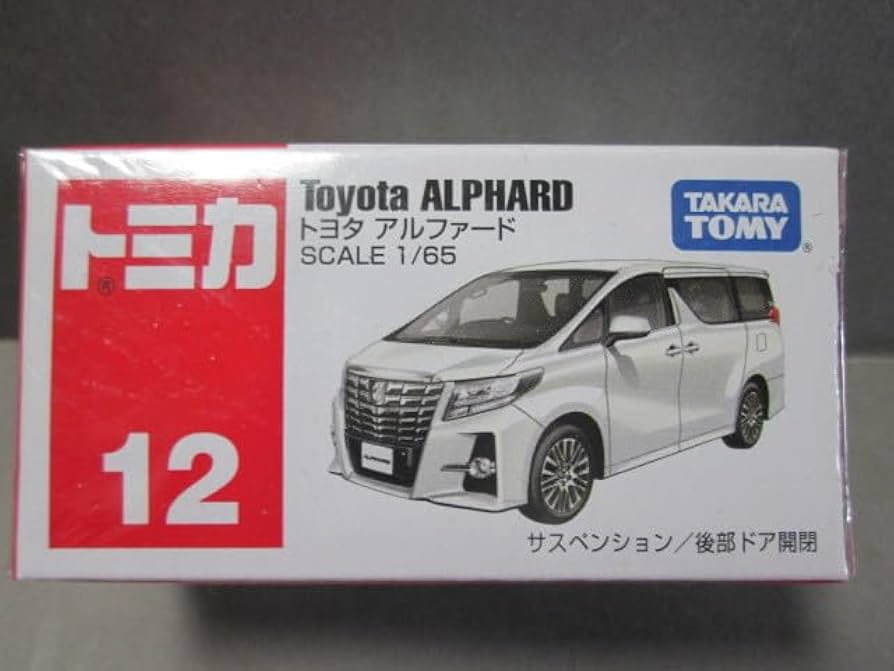 トミカ
®
12
Toyota ALPHARD
トヨタ アルファード
SCALE 1/65
TAKARA
TOMY
®
ALPHARD
サスペンション/後部ドア開閉